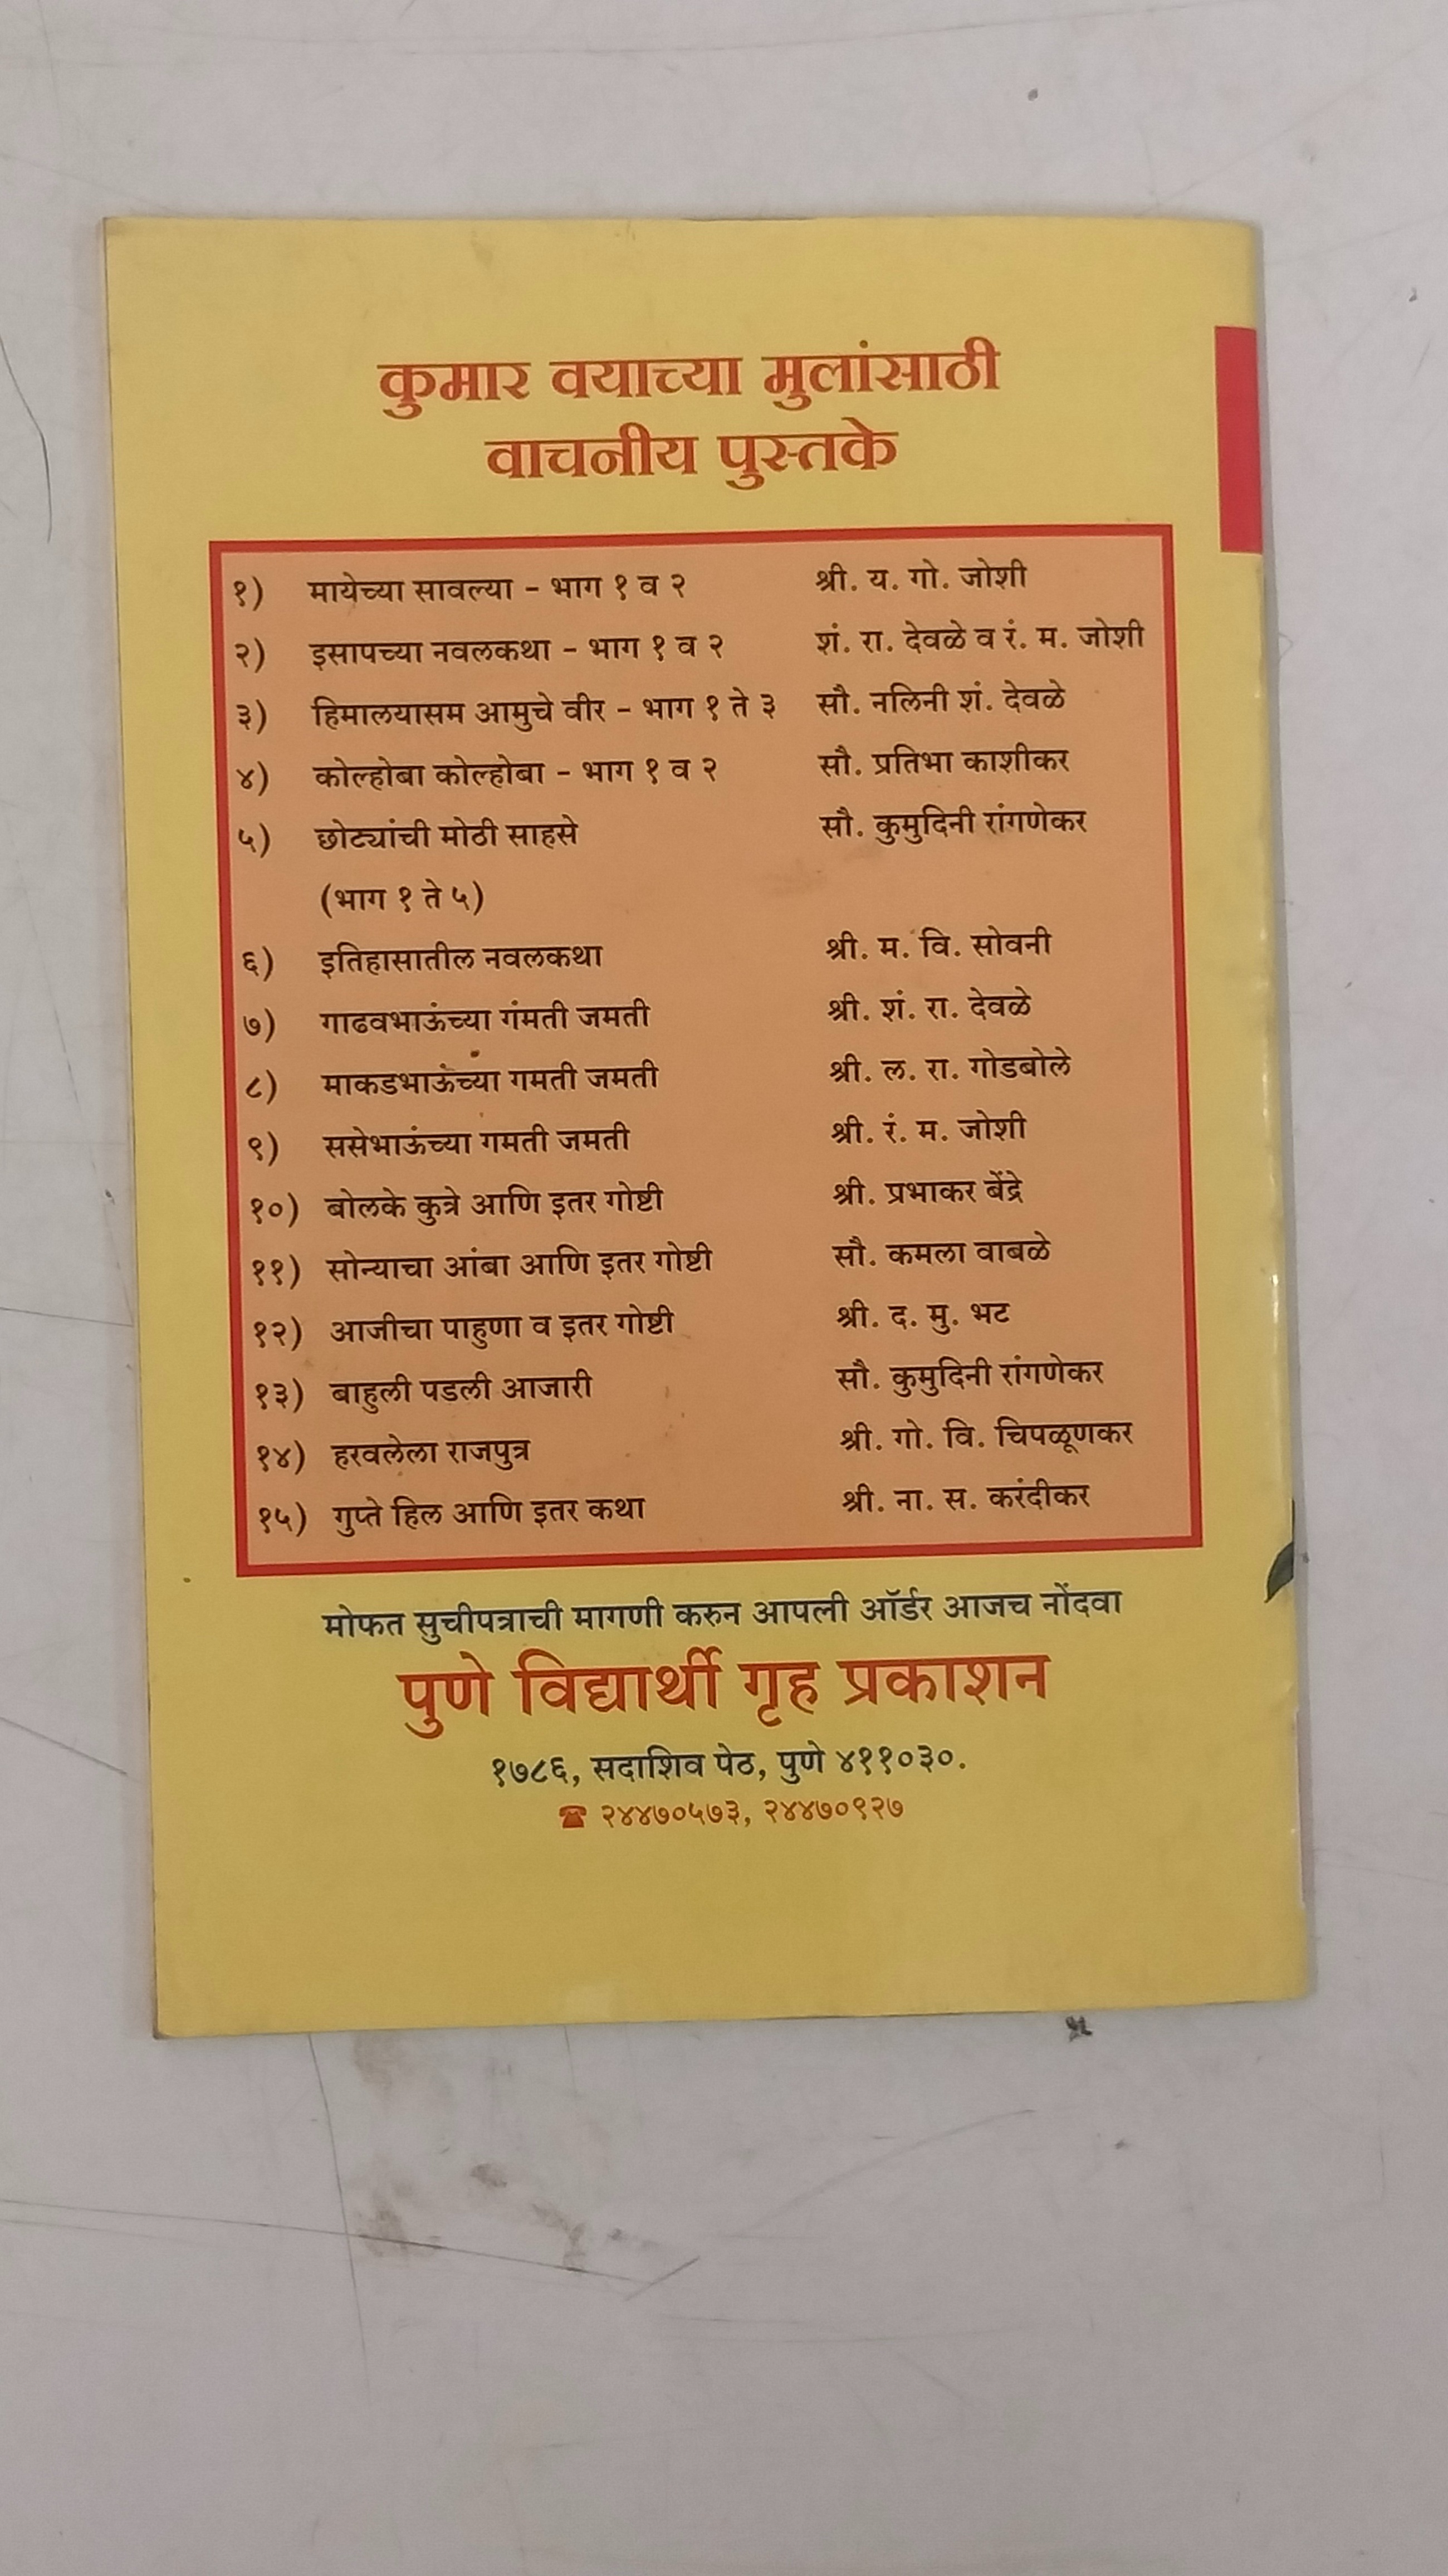 कुमार वयाच्या मुलांसाठी
वाचनीय पुस्तके
१) मायेच्या सावल्या - भाग १ व २ श्री. य. गो. जोशी
२) इसापच्या नवलकथा - भाग १ व २ शं. रा. देवळे व रं. म. जोशी
३) हिमालयासम आमुचे वीर - भाग १ ते ३ सौ. नलिनी शं. देवळे
४) कोल्होबा कोल्होबा - भाग १ व २ सौ. प्रतिभा काशीकर
५) छोट्यांची मोठी साहसे सौ. कुमुदिनी रांगणेकर
(भाग १ ते ५)
६) इतिहासातील नवलकथा श्री. म. वि. सोवनी
७) गाढवभाऊंच्या गंमती जमती श्री. शं. रा. देवळे
८) माकडभाऊंच्या गमती जमती श्री. ल. रा. गोडबोले
९) ससेभाऊंच्या गमती जमती श्री. रं. म. जोशी
१०) बोलके कुत्रे आणि इतर गोष्टी श्री. प्रभाकर बेंद्रे
११) सोन्याचा आंबा आणि इतर गोष्टी सौ. कमला वाबळे
१२) आजीचा पाहुणा व इतर गोष्टी श्री. द. मु. भट
१३) बाहुली पडली आजारी सौ. कुमुदिनी रांगणेकर
१४) हरवलेला राजपुत्र श्री. गो. वि. चिपळूणकर
१५) गुप्ते हिल आणि इतर कथा श्री. ना. स. करंदीकर
मोफत सुचीपत्राची मागणी करुन आपली ऑर्डर आजच नोंदवा
पुणे विद्यार्थी गृह प्रकाशन
१७८६, सदाशिव पेठ, पुणे ४११०३०.
☎ २४४७०५७३, २४४७०९२७